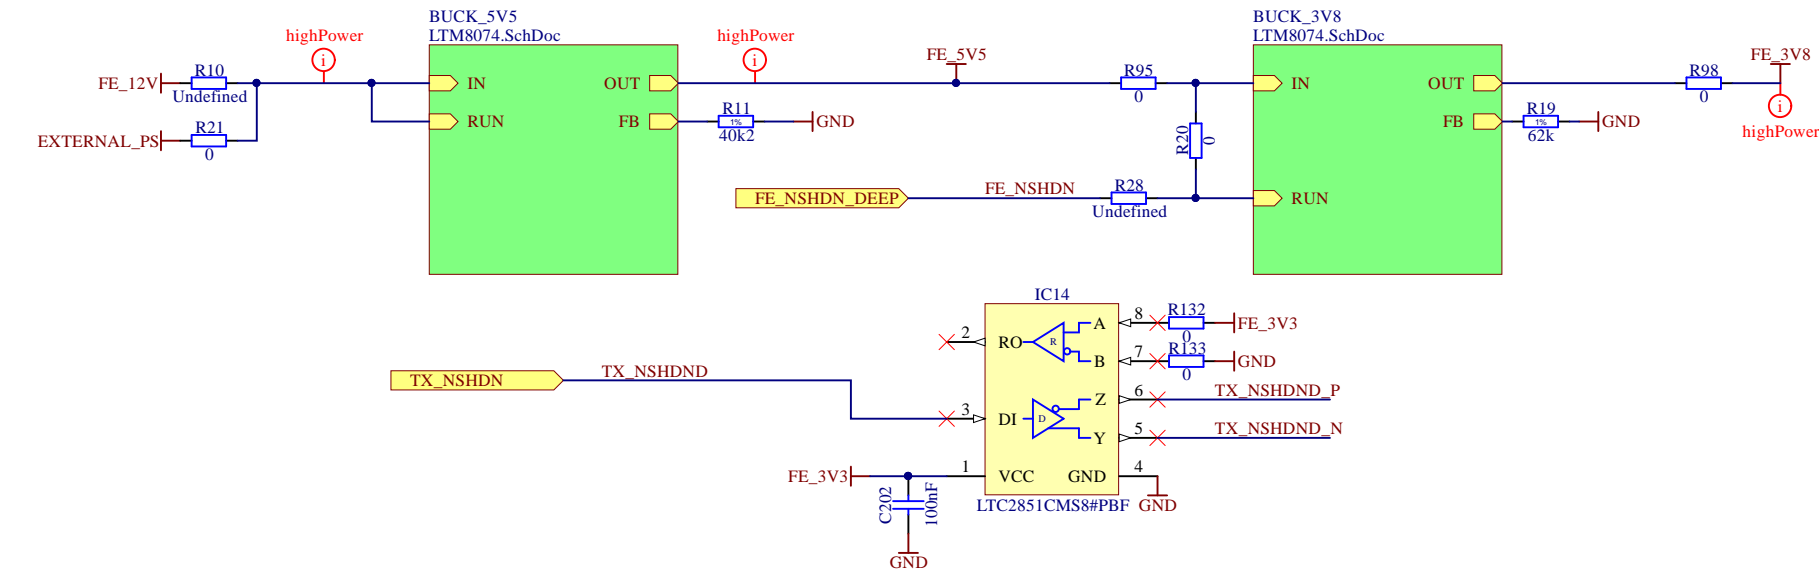 BUCK_5V5
LTM8074.SchDoc
BUCK_3V8
LTM8074.SchDoc
highPower
i
highPower
i
FE_5V5
FE_3V8
FE_12V
R10
Undefined
IN
OUT
R95
0
IN
OUT
R98
0
i
highPower
EXTERNAL_PS
R21
0
RUN
FB
R11
1%
40k2
GND
R20
0
FB
R19
1%
62k
GND
FE_NSHDN_DEEP
FE_NSHDN
R28
Undefined
RUN
IC14
2
RO
R
A
8
R132
0
FE_3V3
B
7
R133
0
GND
TX_NSHDN
TX_NSHDND
3
DI
D
Z
6
TX_NSHDND_P
Y
5
TX_NSHDND_N
FE_3V3
1
VCC
GND
4
GND
C202
100nF
GND
LTC2851CMS8#PBF